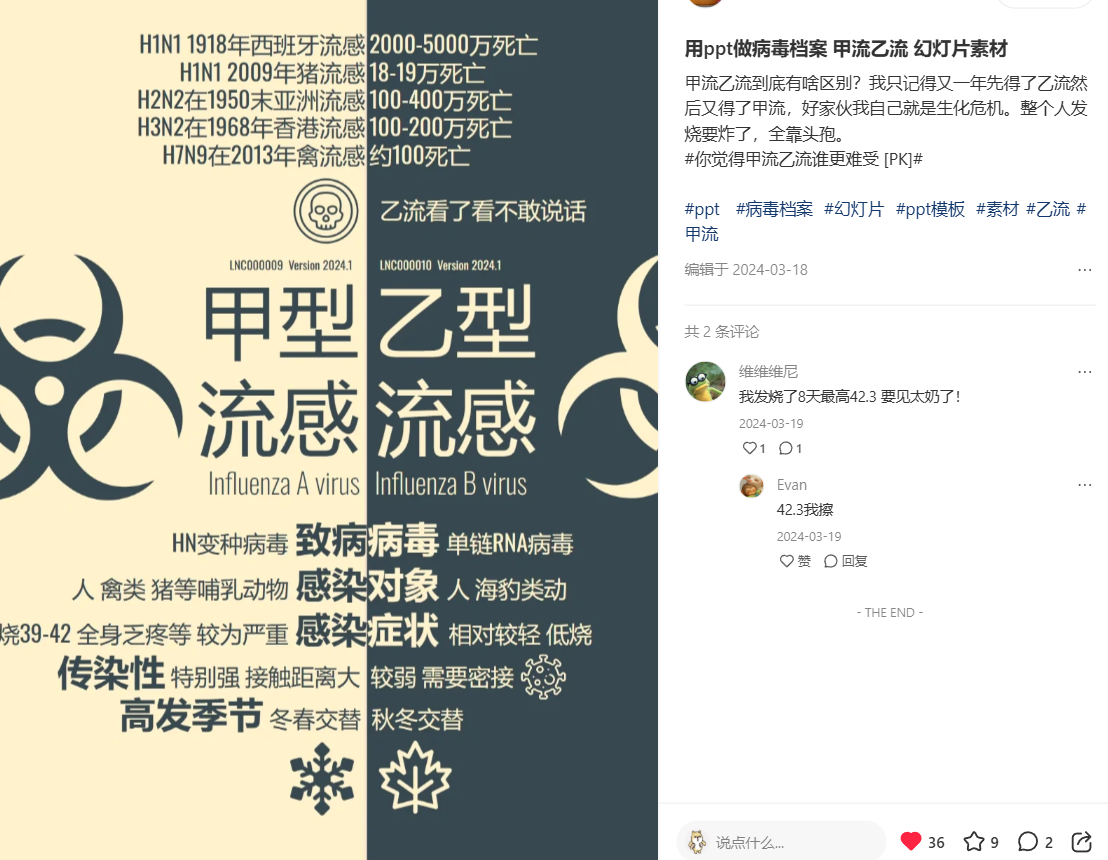 H1N1 1918年西班牙流感 2000-5000万死亡
H1N1 2009年猪流感 18-19万死亡
H2N2在1950末亚洲流感 100-400万死亡
H3N2在1968年香港流感 100-200万死亡
H7N9在2013年禽流感 约100死亡
乙流看了看不敢说话
LNC000009 Version 2024.1 LNC000010 Version 2024.1
甲型 乙型
流感 流感
Influenza A virus Influenza B virus
HN变种病毒 致病病毒 单链RNA病毒
人 禽类 猪等哺乳动物 感染对象 人 海豹类动
烧39-42 全身乏疼等 较为严重 感染症状 相对较轻 低烧
传染性 特别强 接触距离大 较弱 需要密接
高发季节 冬春交替 秋冬交替
用ppt做病毒档案 甲流乙流 幻灯片素材
甲流乙流到底有啥区别？我只记得又一年先得了乙流然
后又得了甲流，好家伙我自己就是生化危机。整个人发
烧要炸了，全靠头孢。
#你觉得甲流乙流谁更难受 [PK]#
#ppt #病毒档案 #幻灯片 #ppt模板 #素材 #乙流 #
甲流
编辑于 2024-03-18
共 2 条评论
维维维尼
我发烧了8天最高42.3 要见太奶了！
2024-03-19
1 1
Evan
42.3我擦
2024-03-19
赞 回复
- THE END -
说点什么... 36 9 2